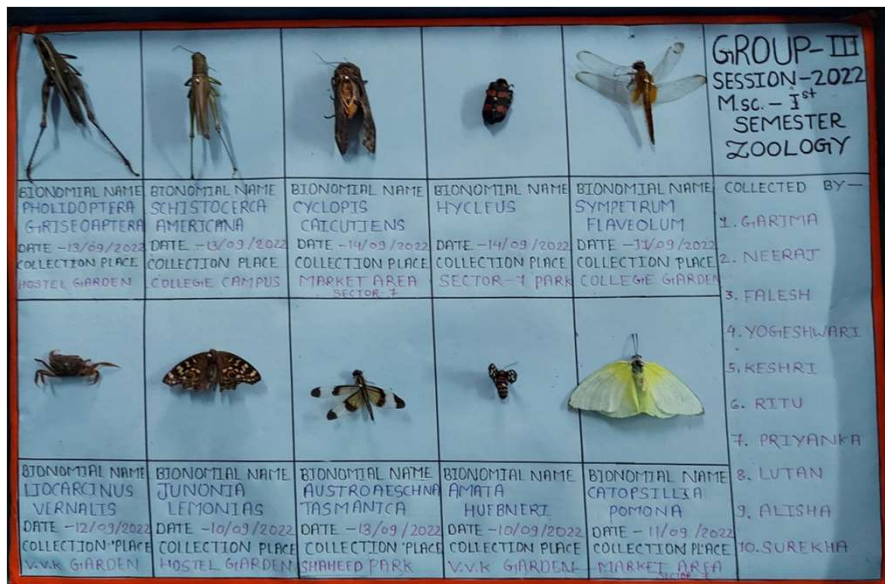 GROUP-III
SESSION-2022
M.sc.- Ist
SEMESTER
ZOOLOGY
BIONOMIAL NAME
PHOLIDOPTERA
GRISEOAPTERA
DATE -13/09/2022
COLLECTION PLACE
HOSTEL GARDEN
BIONOMIAL NAME
SCHISTOCERCA
AMERICANA
DATE -13/09/2022
COLLECTION PLACE
COLLEGE CAMPUS
BIONOMIAL NAME
CYCLOPIS
CAICUTIENS
DATE -14/09/2022
COLLECTION PLACE
MARKET AREA
SECTOR-7
BIONOMIAL NAME
HYCLEUS
DATE -14/09/2022
COLLECTION PLACE
SECTOR-7 PARK
BIONOMIAL NAME
SYMPETRUM
FLAVEOLUM
DATE -11/09/2022
COLLECTION PLACE
COLLEGE GARDEN
COLLECTED BY-
1. GARIMA
2. NEERAJ
3. FALESH
4. YOGESHWARI
5. KESHRI
6. RITU
7. PRIYANKA
8. LUTAN
9. ALISHA
10. SUREKHA
BIONOMIAL NAME
LIOCARCINUS
VERNALIS
DATE -12/09/2022
COLLECTION PLACE
V.V.K GARDEN
BIONOMIAL NAME
JUNONIA
LEMONIAS
DATE -10/09/2022
COLLECTION PLACE
HOSTEL GARDEN
BIONOMIAL NAME
AUSTROAESCHNA
TASMANICA
DATE -13/09/2022
COLLECTION PLACE
SHAHEED PARK
BIONOMIAL NAME
AMATA
HUEBNERI
DATE -10/09/2022
COLLECTION PLACE
V.V.K GARDEN-
BIONOMIAL NAME
CATOPSILLIA
POMONA
DATE -11/09/2022
COLLECTION PLACE
MARKET AREA